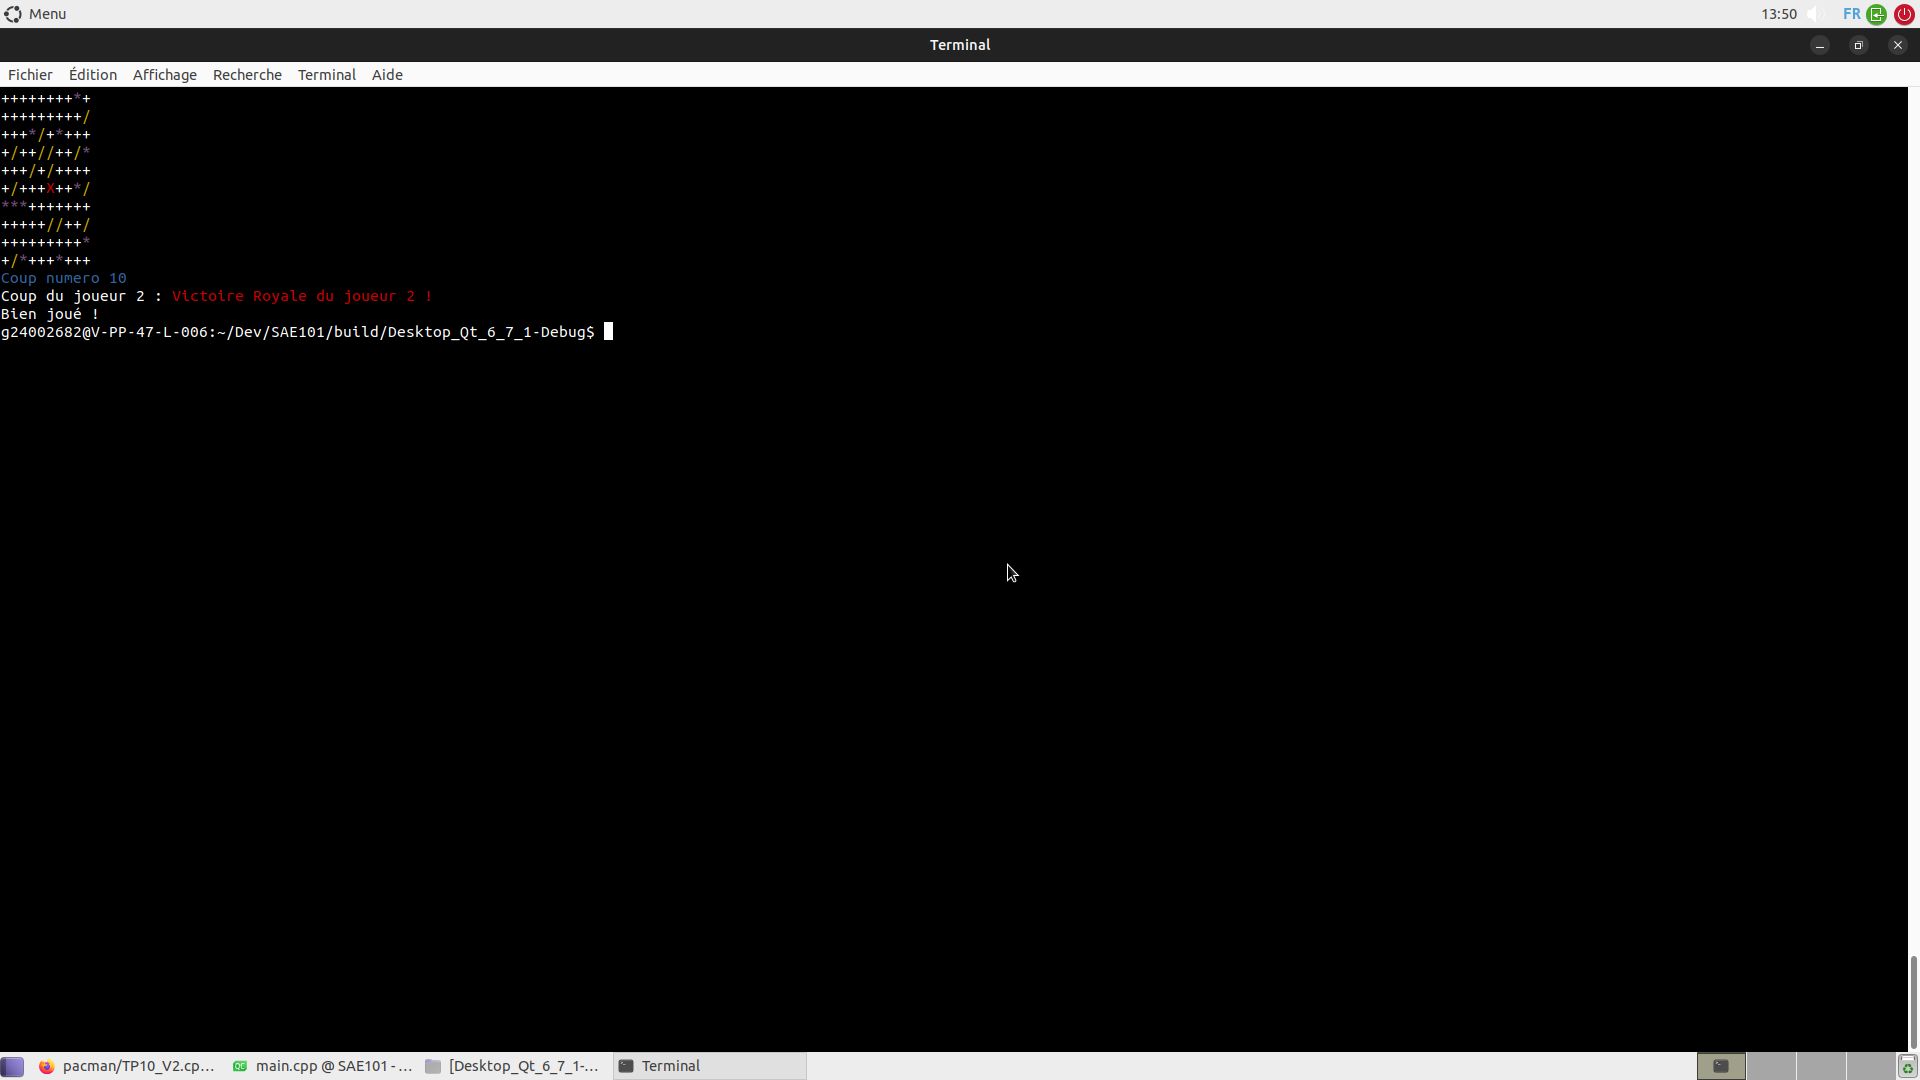 Menu
13:50 FR
Terminal
Fichier Édition Affichage Recherche Terminal Aide
++++++++*+
+++++++++/
+++*/+*+++
+/++//++/*
+++/+/++++
+/+++X++*/
***+++++++
+++++//++/
+++++++++*
+/*+++*+++
Coup numero 10
Coup du joueur 2 : Victoire Royale du joueur 2 !
Bien joué !
g24002682@V-PP-47-L-006:~/Dev/SAE101/build/Desktop_Qt_6_7_1-Debug$
pacman/TP10_V2.cp... main.cpp @ SAE101 - ... [Desktop_Qt_6_7_1-... Terminal